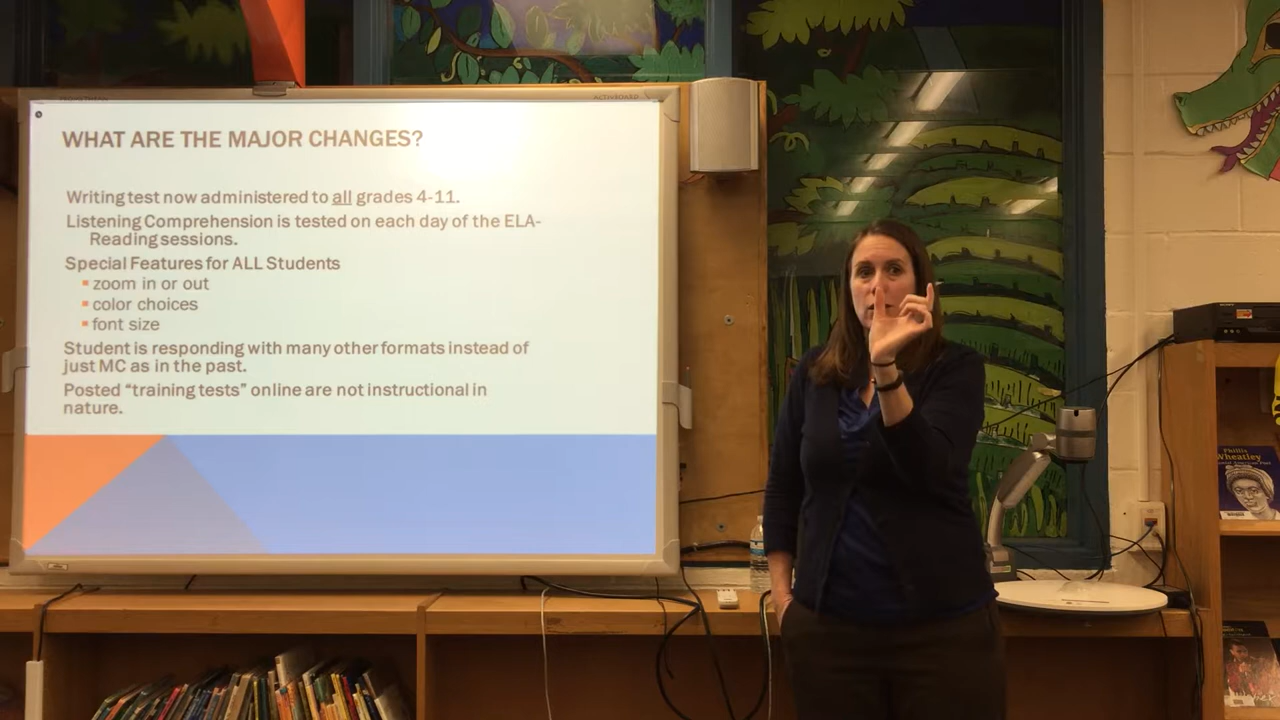 ACTIVBOARD
WHAT ARE THE MAJOR CHANGES?
Writing test now administered to all grades 4-11.
Listening Comprehension is tested on each day of the ELA-
Reading sessions.
Special Features for ALL Students
zoom in or out
color choices
font size
Student is responding with many other formats instead of
just MC as in the past.
Posted “training tests” online are not instructional in
nature.
SONY
Phillis
Wheatley